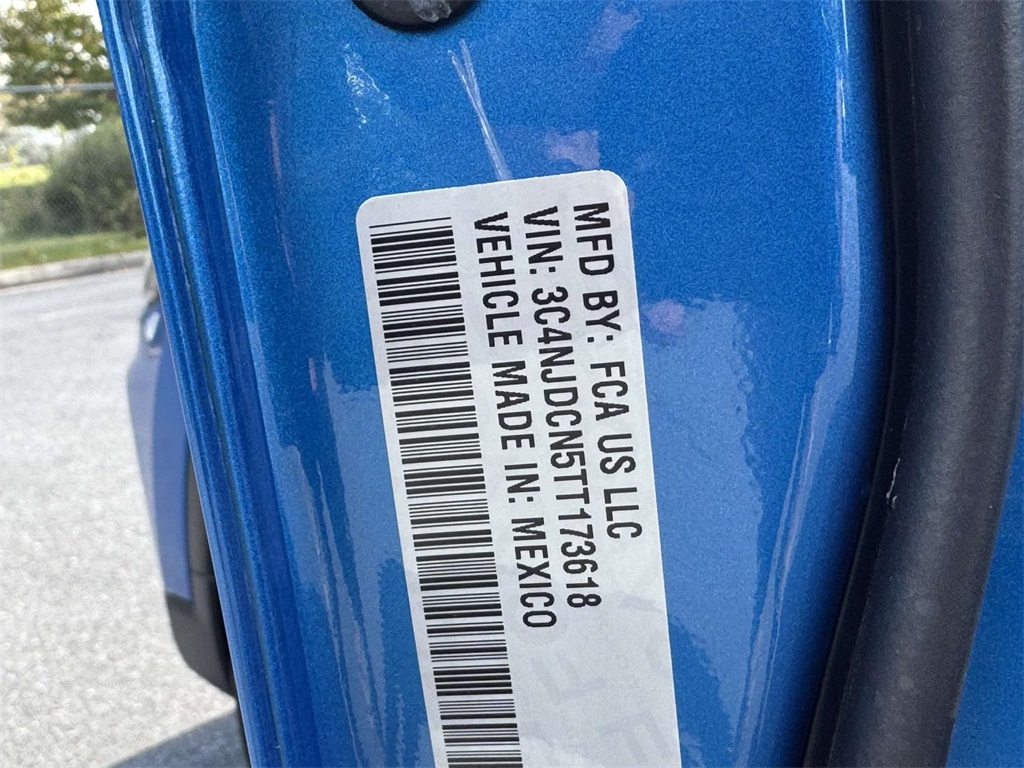 MFD BY: FCA US LLC
VIN: 3C4NJDCN5TT173618
VEHICLE MADE IN: MEXICO